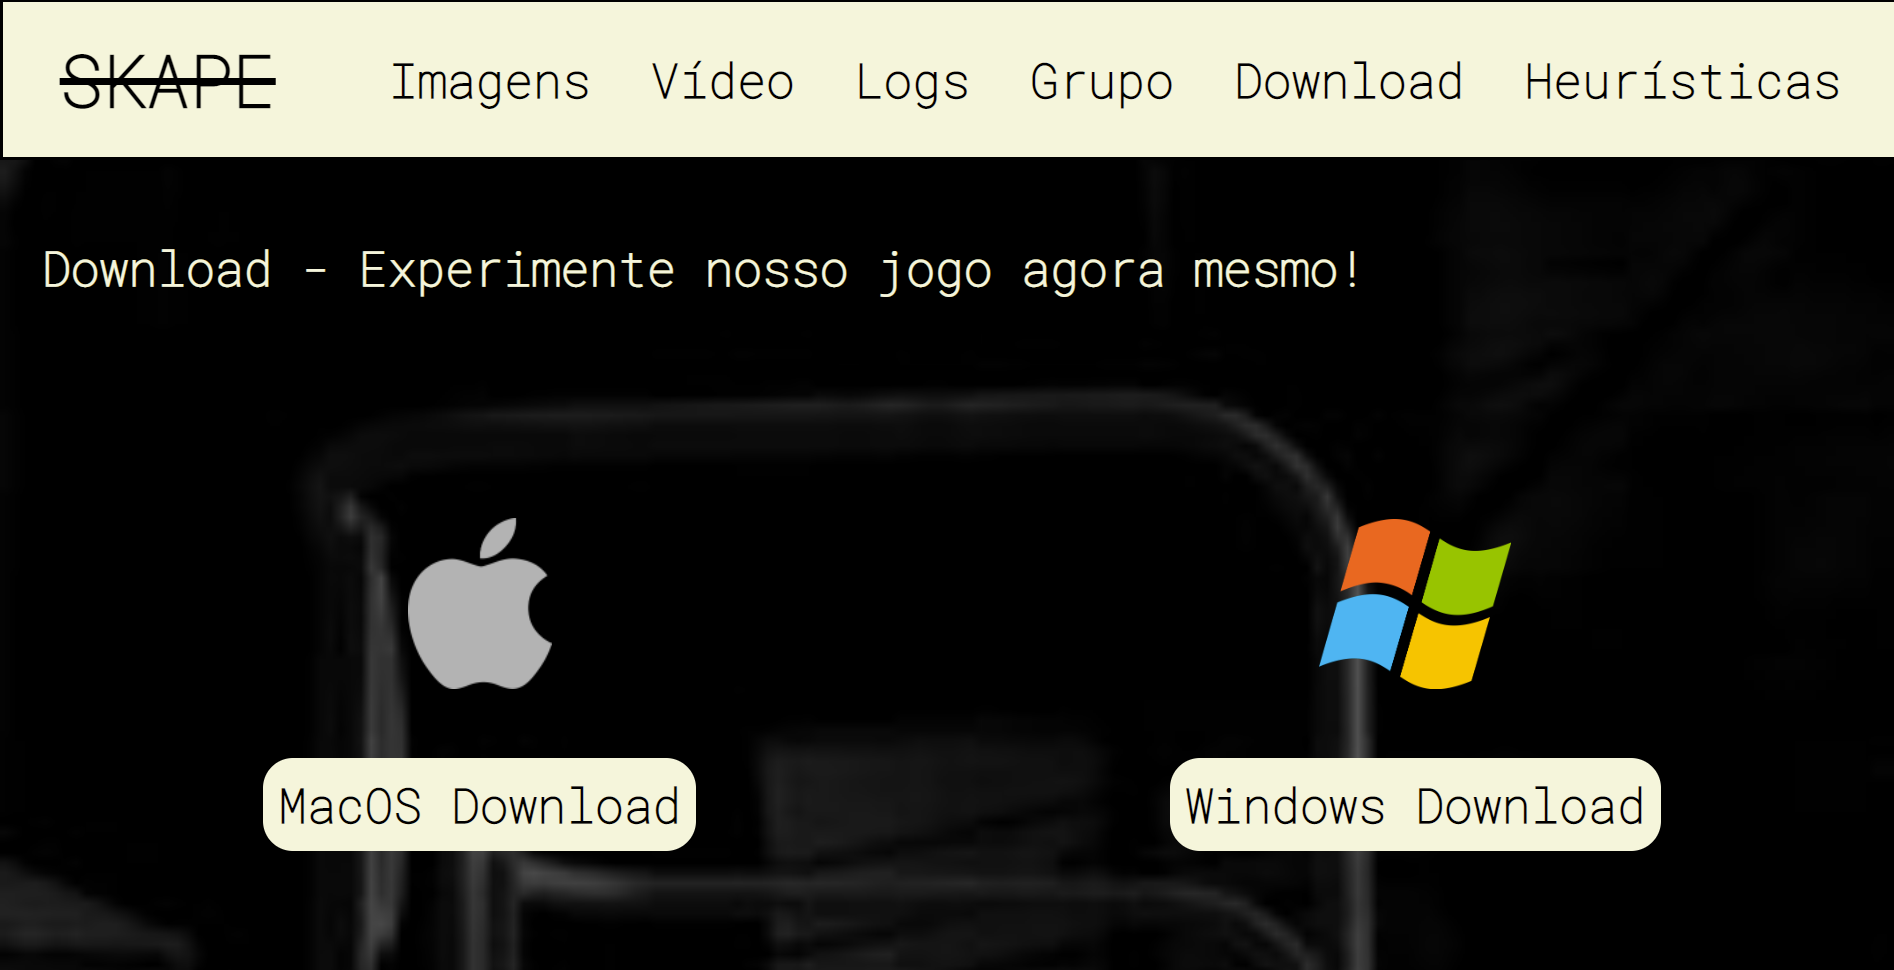 SKAPE Imagens Vídeo Logs Grupo Download Heurísticas
Download - Experimente nosso jogo agora mesmo!
MacOS Download Windows Download